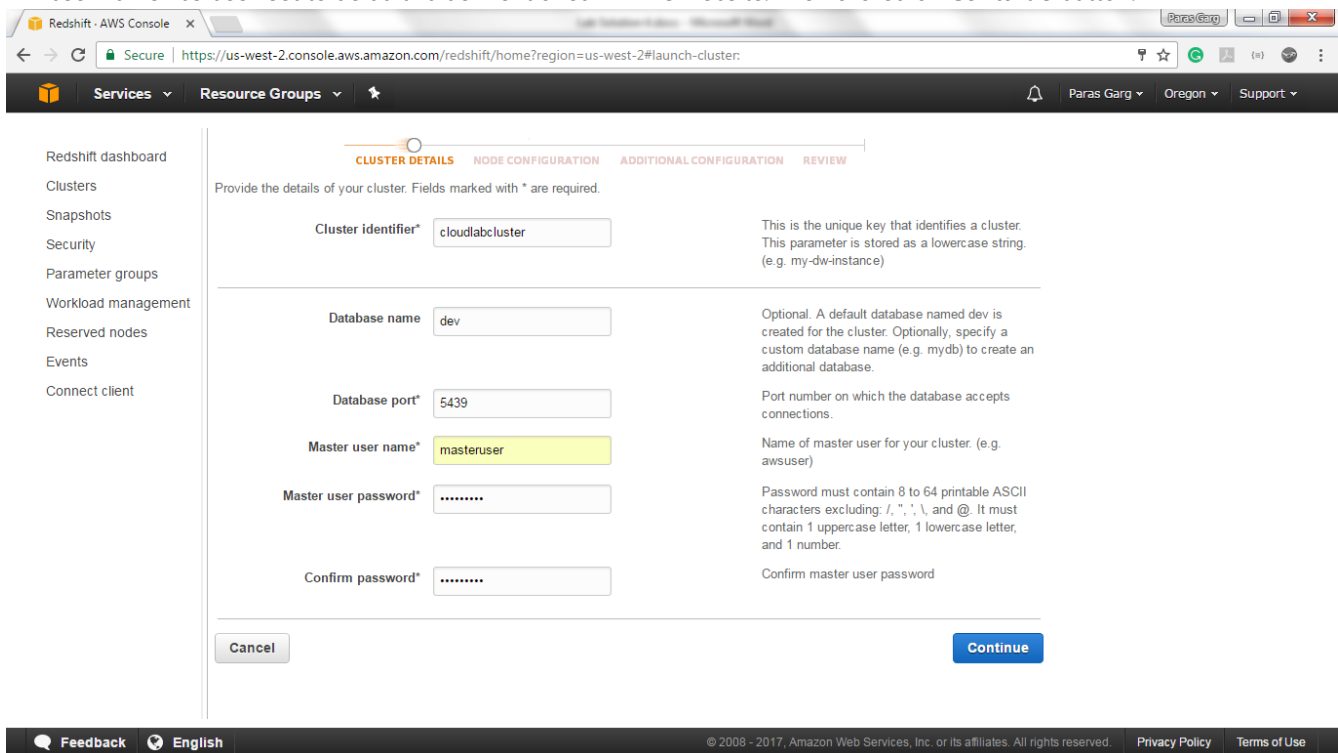 Redshift · AWS Console
Paras Garg
Secure | https://us-west-2.console.aws.amazon.com/redshift/home?region=us-west-2#launch-cluster:
Services
Resource Groups
Paras Garg
Oregon
Support
Redshift dashboard
Clusters
Snapshots
Security
Parameter groups
Workload management
Reserved nodes
Events
Connect client
CLUSTER DETAILS
NODE CONFIGURATION
ADDITIONAL CONFIGURATION
REVIEW
Provide the details of your cluster. Fields marked with * are required.
Cluster identifier*
cloudlabcluster
This is the unique key that identifies a cluster.
This parameter is stored as a lowercase string.
(e.g. my-dw-instance)
Database name
dev
Optional. A default database named dev is
created for the cluster. Optionally, specify a
custom database name (e.g. mydb) to create an
additional database.
Database port*
5439
Port number on which the database accepts
connections.
Master user name*
masteruser
Name of master user for your cluster. (e.g.
awsuser)
Master user password*
•••••••••
Password must contain 8 to 64 printable ASCII
characters excluding: /, ", ', \, and @. It must
contain 1 uppercase letter, 1 lowercase letter,
and 1 number.
Confirm password*
•••••••••
Confirm master user password
Cancel
Continue
Feedback
English
© 2008 - 2017, Amazon Web Services, Inc. or its affiliates. All rights reserved.
Privacy Policy
Terms of Use